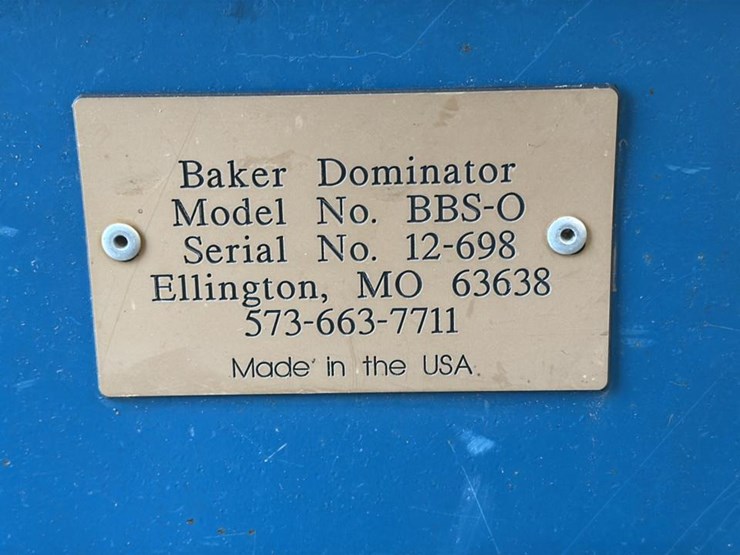 Baker Dominator
Model No. BBS-O
Serial No. 12-698
Ellington, MO 63638
573-663-7711
Made in the USA.